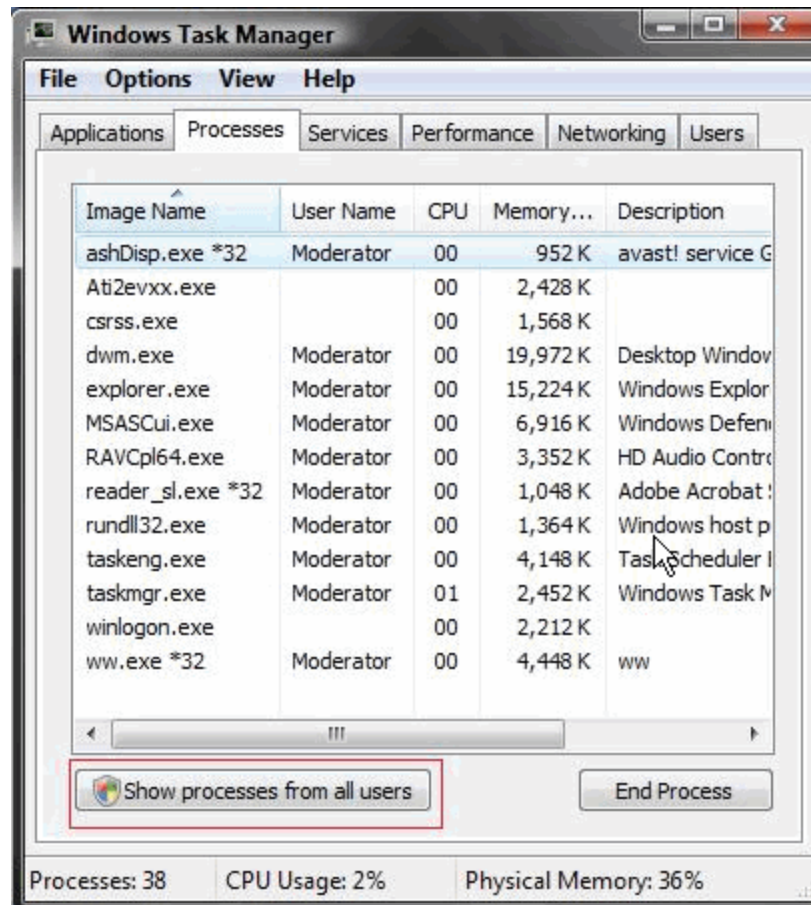 Windows Task Manager
File Options View Help
Applications Processes Services Performance Networking Users
Image Name User Name CPU Memory... Description
ashDisp.exe *32 Moderator 00 952 K avast! service G
Ati2evxx.exe 00 2,428 K
csrss.exe 00 1,568 K
dwm.exe Moderator 00 19,972 K Desktop Window
explorer.exe Moderator 00 15,224 K Windows Explor
MSASCui.exe Moderator 00 6,916 K Windows Defen
RAVCpl64.exe Moderator 00 3,352 K HD Audio Contro
reader_sl.exe *32 Moderator 00 1,048 K Adobe Acrobat
rundll32.exe Moderator 00 1,364 K Windows host p
taskeng.exe Moderator 00 4,148 K Task Scheduler
taskmgr.exe Moderator 01 2,452 K Windows Task M
winlogon.exe 00 2,212 K
ww.exe *32 Moderator 00 4,448 K ww
Show processes from all users End Process
Processes: 38 CPU Usage: 2% Physical Memory: 36%